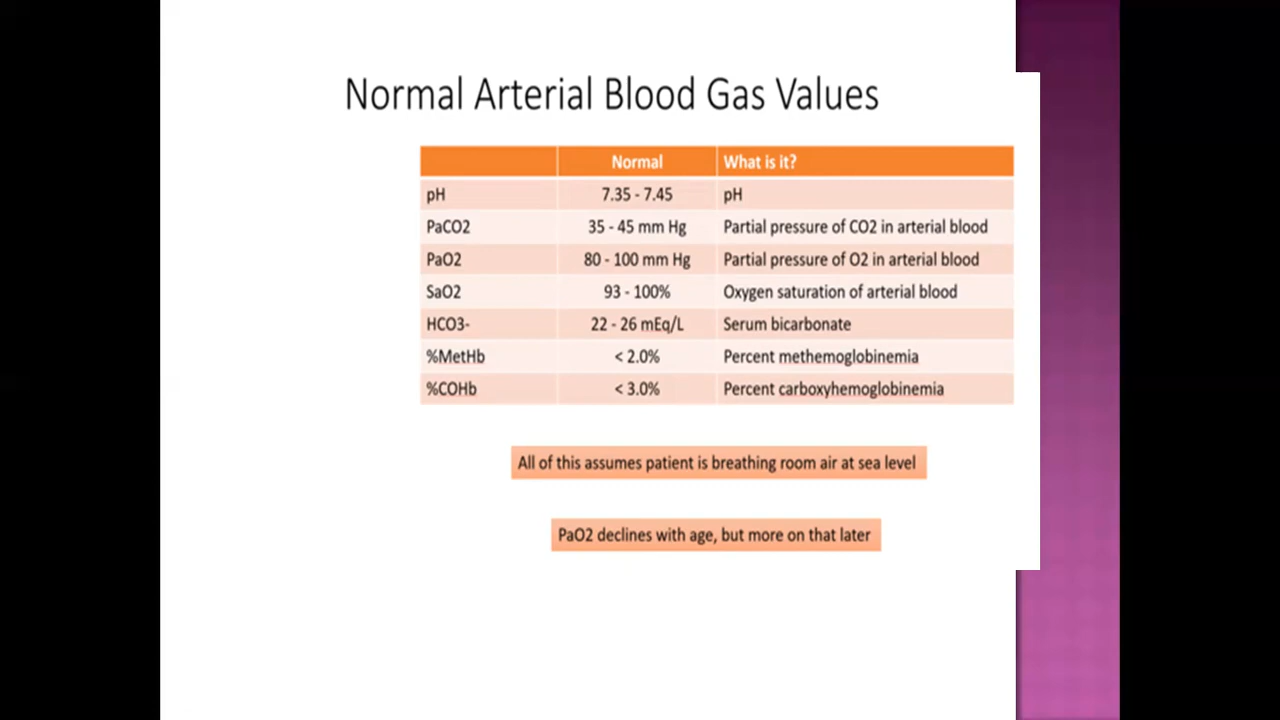 Normal Arterial Blood Gas Values
Normal What is it?
pH 7.35 - 7.45 pH
PaCO2 35 - 45 mm Hg Partial pressure of CO2 in arterial blood
PaO2 80 - 100 mm Hg Partial pressure of O2 in arterial blood
SaO2 93 - 100% Oxygen saturation of arterial blood
HCO3- 22 - 26 mEq/L Serum bicarbonate
%MetHb < 2.0% Percent methemoglobinemia
%COHb < 3.0% Percent carboxyhemoglobinemia
All of this assumes patient is breathing room air at sea level
PaO2 declines with age, but more on that later